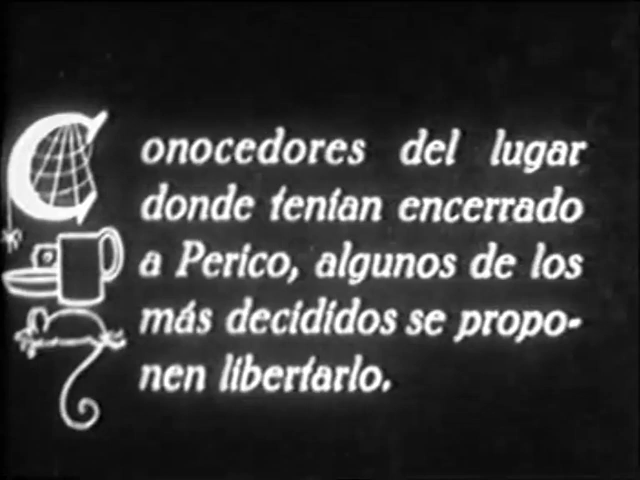 Conocedores del lugar
donde tenían encerrado
a Perico, algunos de los
más decididos se propo-
nen libertarlo.